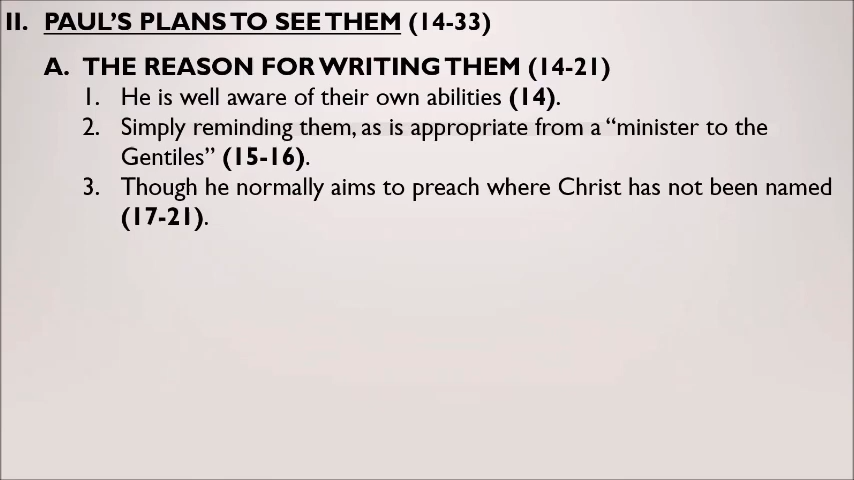 II. PAUL’S PLANS TO SEE THEM (14-33)
A. THE REASON FOR WRITING THEM (14-21)
1. He is well aware of their own abilities (14).
2. Simply reminding them, as is appropriate from a “minister to the
Gentiles” (15-16).
3. Though he normally aims to preach where Christ has not been named
(17-21).